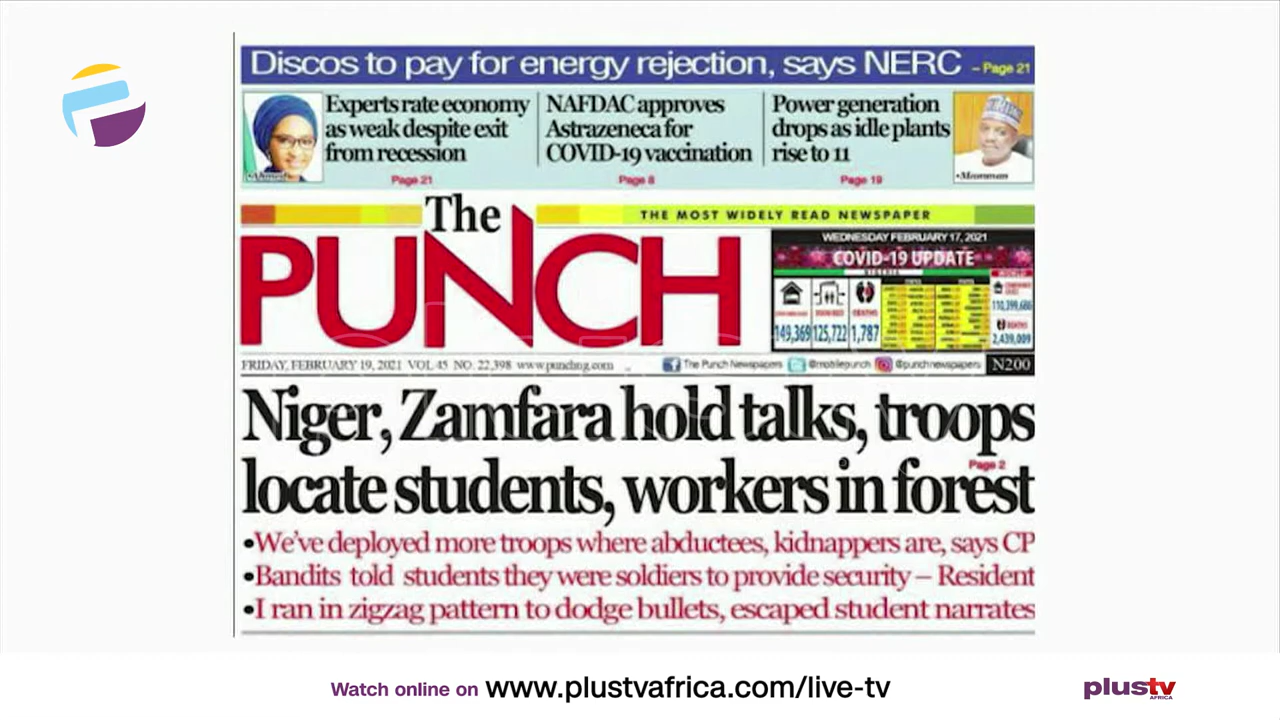 Discos to pay for energy rejection, says NERC – Page 21
Experts rate economy
as weak despite exit
from recession
Page 21
NAFDAC approves
Astrazeneca for
COVID-19 vaccination
Page 8
Power generation
drops as idle plants
rise to 11
Page 19
•Ahmed
•Mamman
The
PUNCH
THE MOST WIDELY READ NEWSPAPER
WEDNESDAY FEBRUARY 17, 2021
COVID-19 UPDATE
NIGERIA
DEATHS
149,369 125,722 1,787
110,399,686
DEATHS
2,439,009
FRIDAY, FEBRUARY 19, 2021 VOL 45 NO. 22,398 www.punchng.com
The Punch Newspapers @mobilepunch @punchnewspapers N200
Niger, Zamfara hold talks, troops
Page 2
locate students, workers in forest
•We've deployed more troops where abductees, kidnappers are, says CP
•Bandits told students they were soldiers to provide security – Resident
•I ran in zigzag pattern to dodge bullets, escaped student narrates
Watch online on www.plustvafrica.com/live-tv
plustv
AFRICA